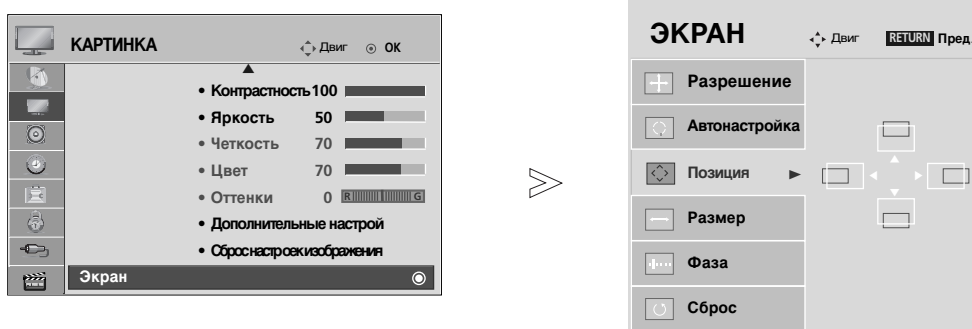 КАРТИНКА
Двиг ОК
• Контрастность 100
• Яркость 50
• Четкость 70
• Цвет 70
• Оттенки 0 R G
• Дополнительные настрой
• Сброс настроек изображения
Экран
ЭКРАН
Двиг RETURN Пред.
Разрешение
Автонастройка
Позиция
Размер
Фаза
Сброс